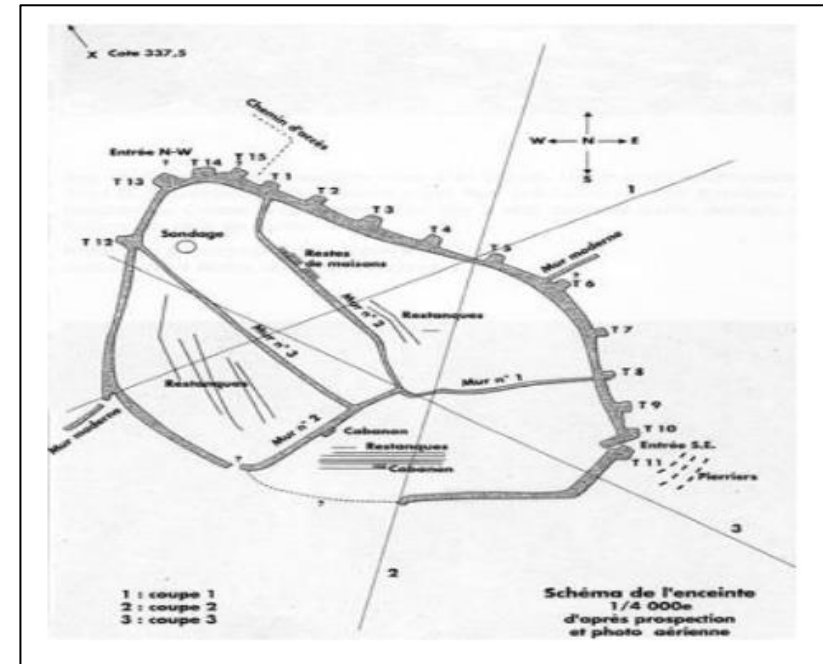 x Cote 337,5
Chemin d'accés
Entrée N-W
?
T 13
T 14
T 15
?
T 1
T 2
T 3
T 4
T 5
W N E
S
1
Mur moderne
?
T 6
T 7
T 8
T 9
T 10
Entrée S.E.
T 11
Pierriers
T 12
Sondage
Restes
de maisons
Mur n° 2
Restanques
Mur n° 3
Mur n° 1
Restanques
Mur moderne
Mur n° 2
Cabanon
Restanques
Cabanon
?
?
3
2
1 : coupe 1
2 : coupe 2
3 : coupe 3
Schéma de l'enceinte
1/4 000e
d'après prospection
et photo aérienne